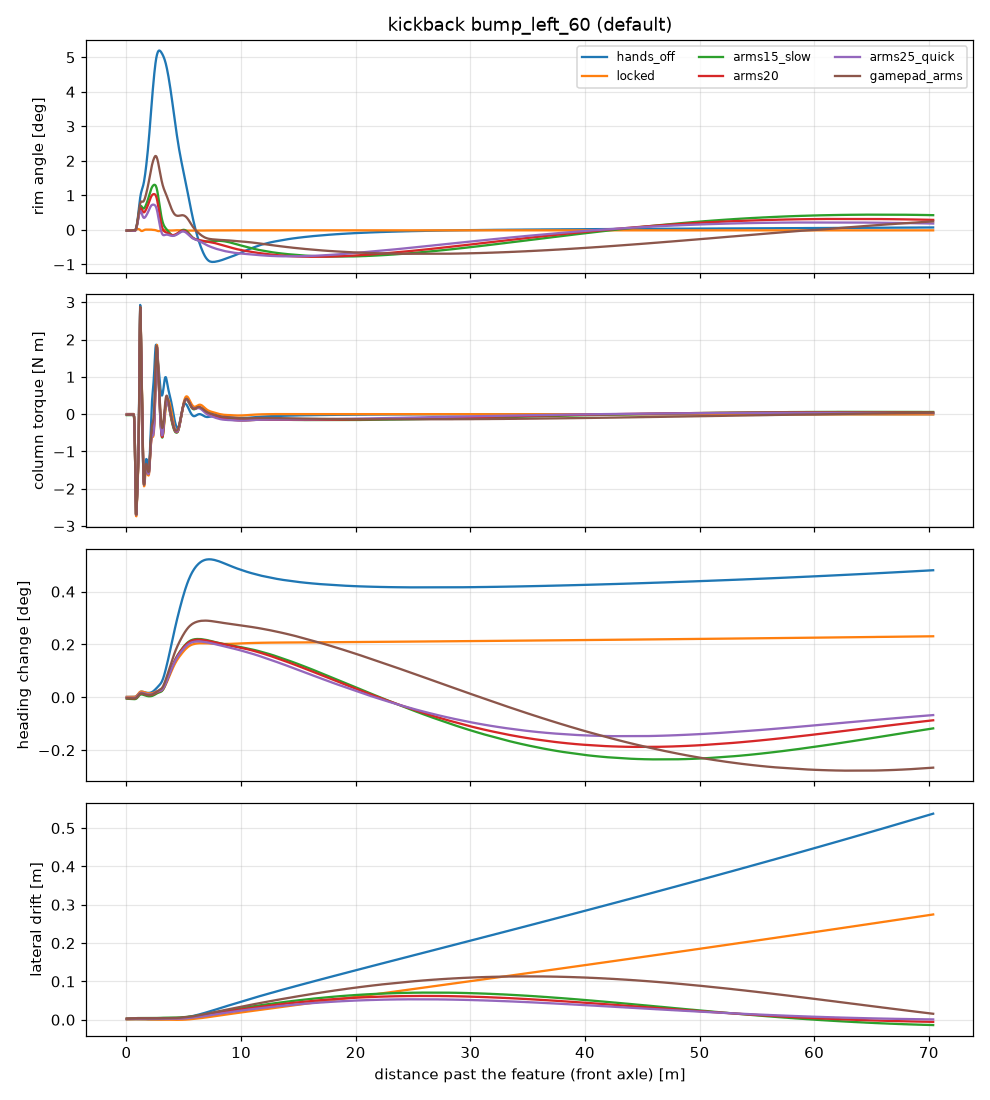 kickback bump_left_60 (default)
hands_off
locked
arms15_slow
arms20
arms25_quick
gamepad_arms
rim angle [deg]
5
4
3
2
1
0
−1
column torque [N m]
3
2
1
0
−1
−2
−3
heading change [deg]
0.4
0.2
0.0
−0.2
lateral drift [m]
0.5
0.4
0.3
0.2
0.1
0.0
0 10 20 30 40 50 60 70
distance past the feature (front axle) [m]